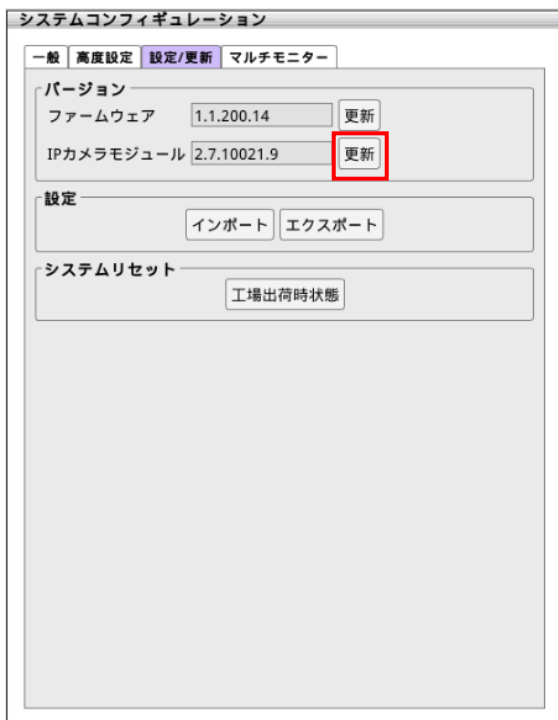 システムコンフィギュレーション
一般 高度設定 設定/更新 マルチモニター
バージョン
ファームウェア 1.1.200.14 更新
IPカメラモジュール 2.7.10021.9 更新
設定
インポート エクスポート
システムリセット
工場出荷時状態